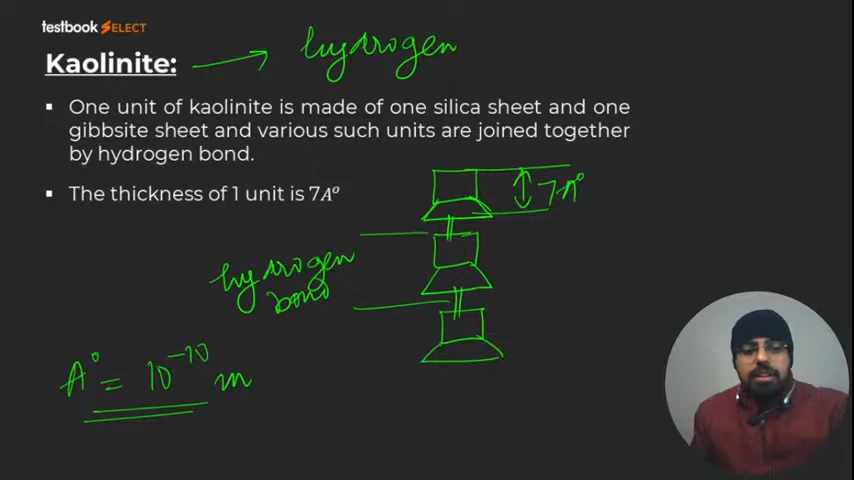 testbook SELECT
Kaolinite:
hydrogen
▪ One unit of kaolinite is made of one silica sheet and one
gibbsite sheet and various such units are joined together
by hydrogen bond.
▪ The thickness of 1 unit is 7A°
7A°
hydrogen
bond
A° = 10⁻¹⁰ m